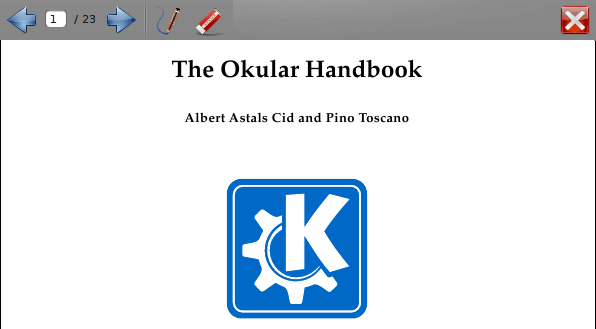 1 / 23
The Okular Handbook
Albert Astals Cid and Pino Toscano
K